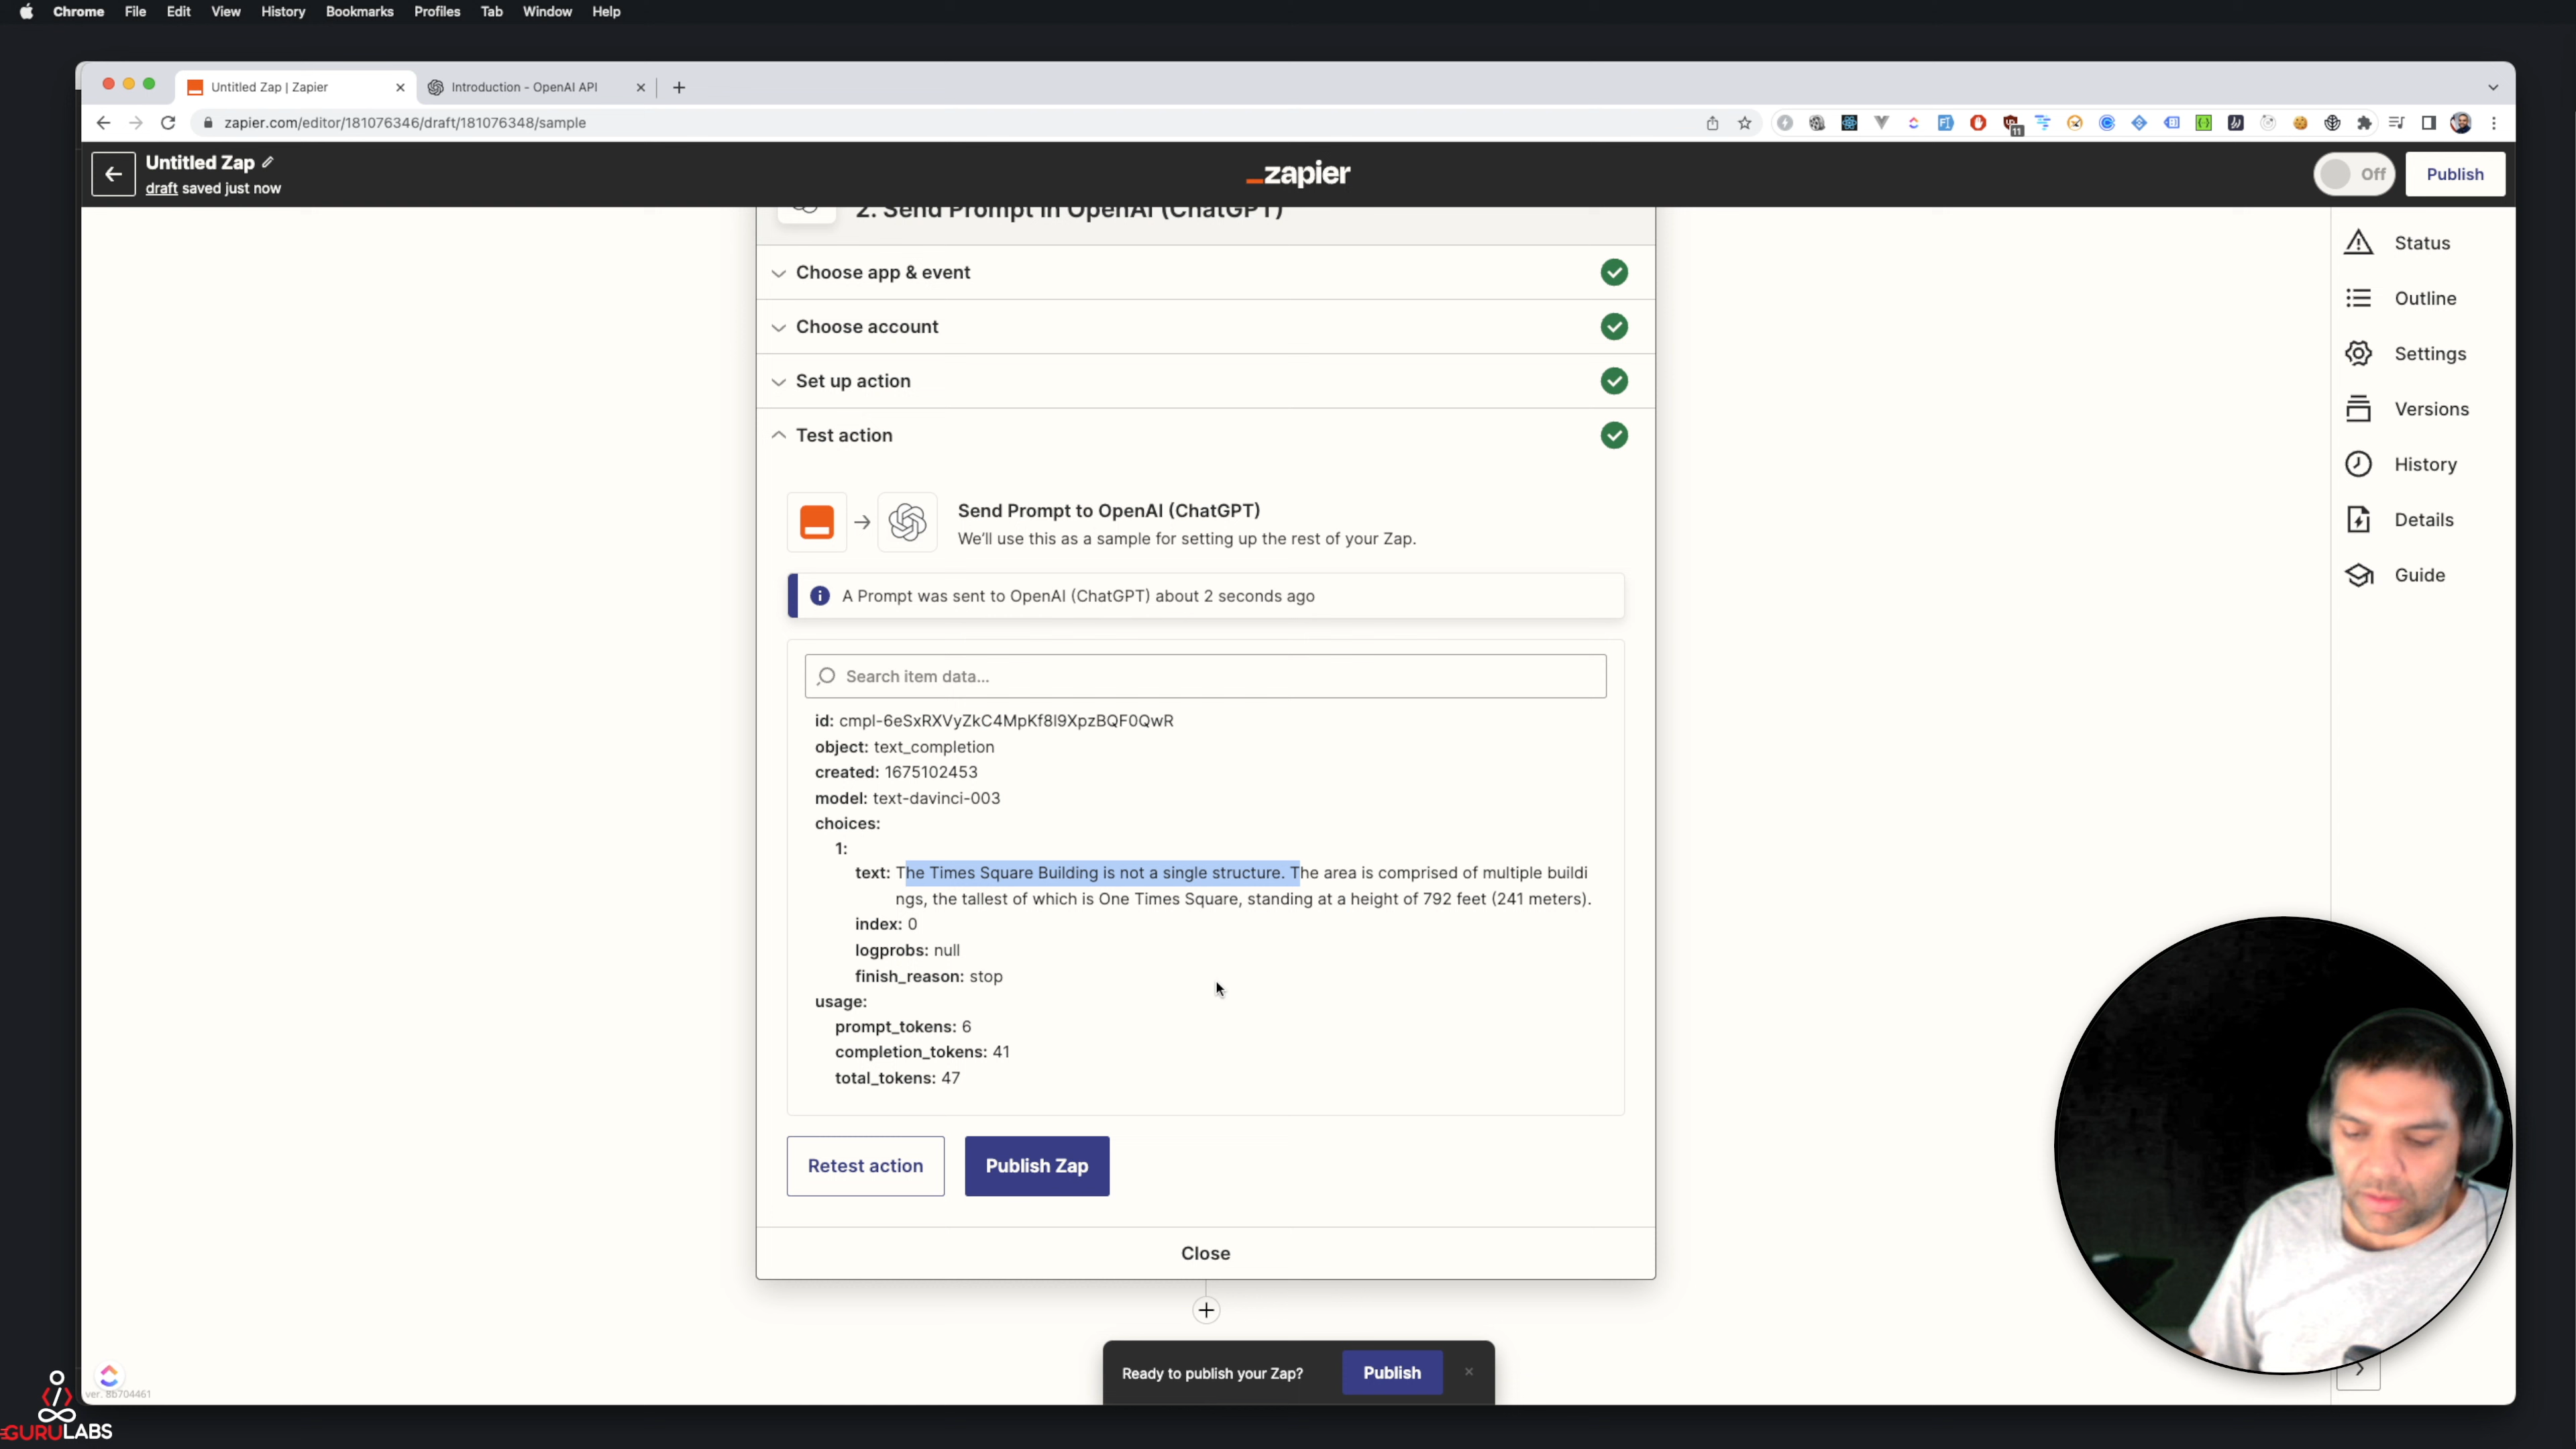 Chrome File Edit View History Bookmarks Profiles Tab Window Help
Untitled Zap | Zapier
Introduction - OpenAI API
zapier.com/editor/181076346/draft/181076348/sample
11
Untitled Zap
draft saved just now
zapier
Off
Publish
2. Send Prompt in OpenAI (ChatGPT)
Choose app & event
Choose account
Set up action
Test action
Send Prompt to OpenAI (ChatGPT)
We'll use this as a sample for setting up the rest of your Zap.
A Prompt was sent to OpenAI (ChatGPT) about 2 seconds ago
Search item data...
id: cmpl-6eSxRXVyZkC4MpKf8I9XpzBQF0QwR
object: text_completion
created: 1675102453
model: text-davinci-003
choices:
1:
text: The Times Square Building is not a single structure. The area is comprised of multiple buildi
ngs, the tallest of which is One Times Square, standing at a height of 792 feet (241 meters).
index: 0
logprobs: null
finish_reason: stop
usage:
prompt_tokens: 6
completion_tokens: 41
total_tokens: 47
Retest action
Publish Zap
Close
Ready to publish your Zap?
Publish
Status
Outline
Settings
Versions
History
Details
Guide
ver. 8b704461
GURULABS